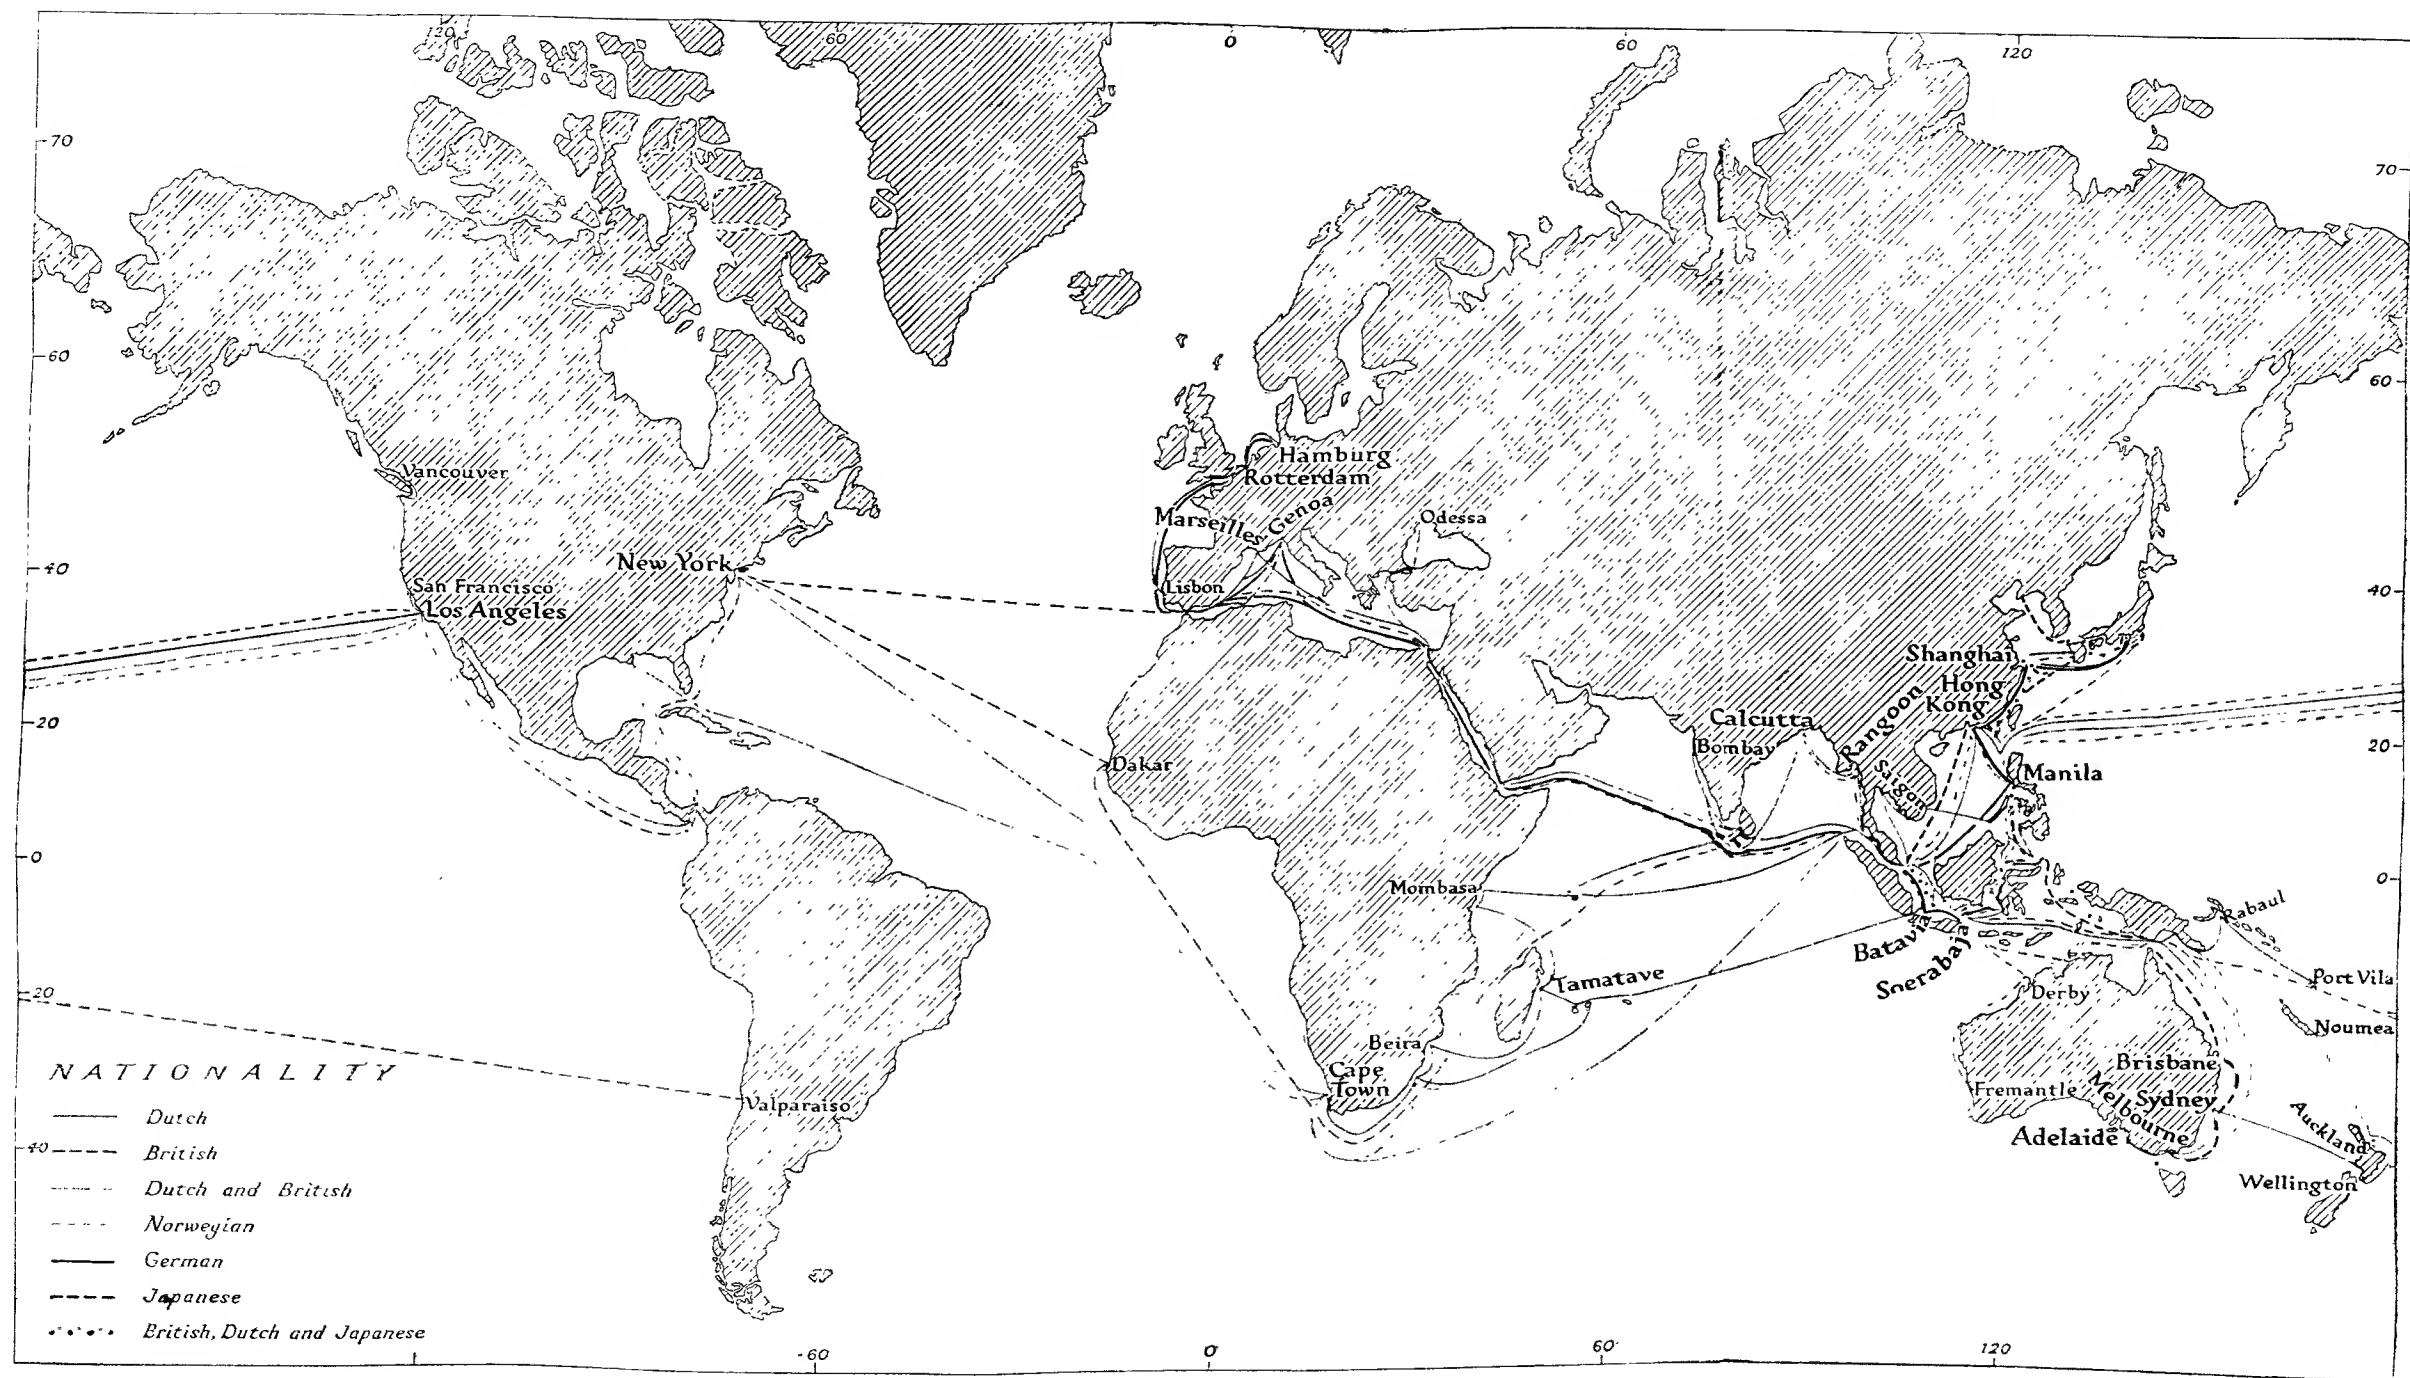 120
60
0
60
120
70
70
60
60
Vancouver
Hamburg
Rotterdam
Marseilles
Genoa
Odessa
New York
40
San Francisco
Los Angeles
Lisbon
40
Shanghai
Hong
Kong
20
Calcutta
Bombay
Rangoon
Saigon
Manila
20
Dakar
0
Mombasa
0
Rabaul
Batavia
Soerabaja
Tamatave
Derby
Port Vila
20
Noumea
Beira
Cape
Town
Brisbane
Fremantle
Melbourne
Sydney
Adelaide
Auckland
Wellington
Valparaiso
NATIONALITY
Dutch
40
British
Dutch and British
Norwegian
German
Japanese
British, Dutch and Japanese
-60
0
60
120